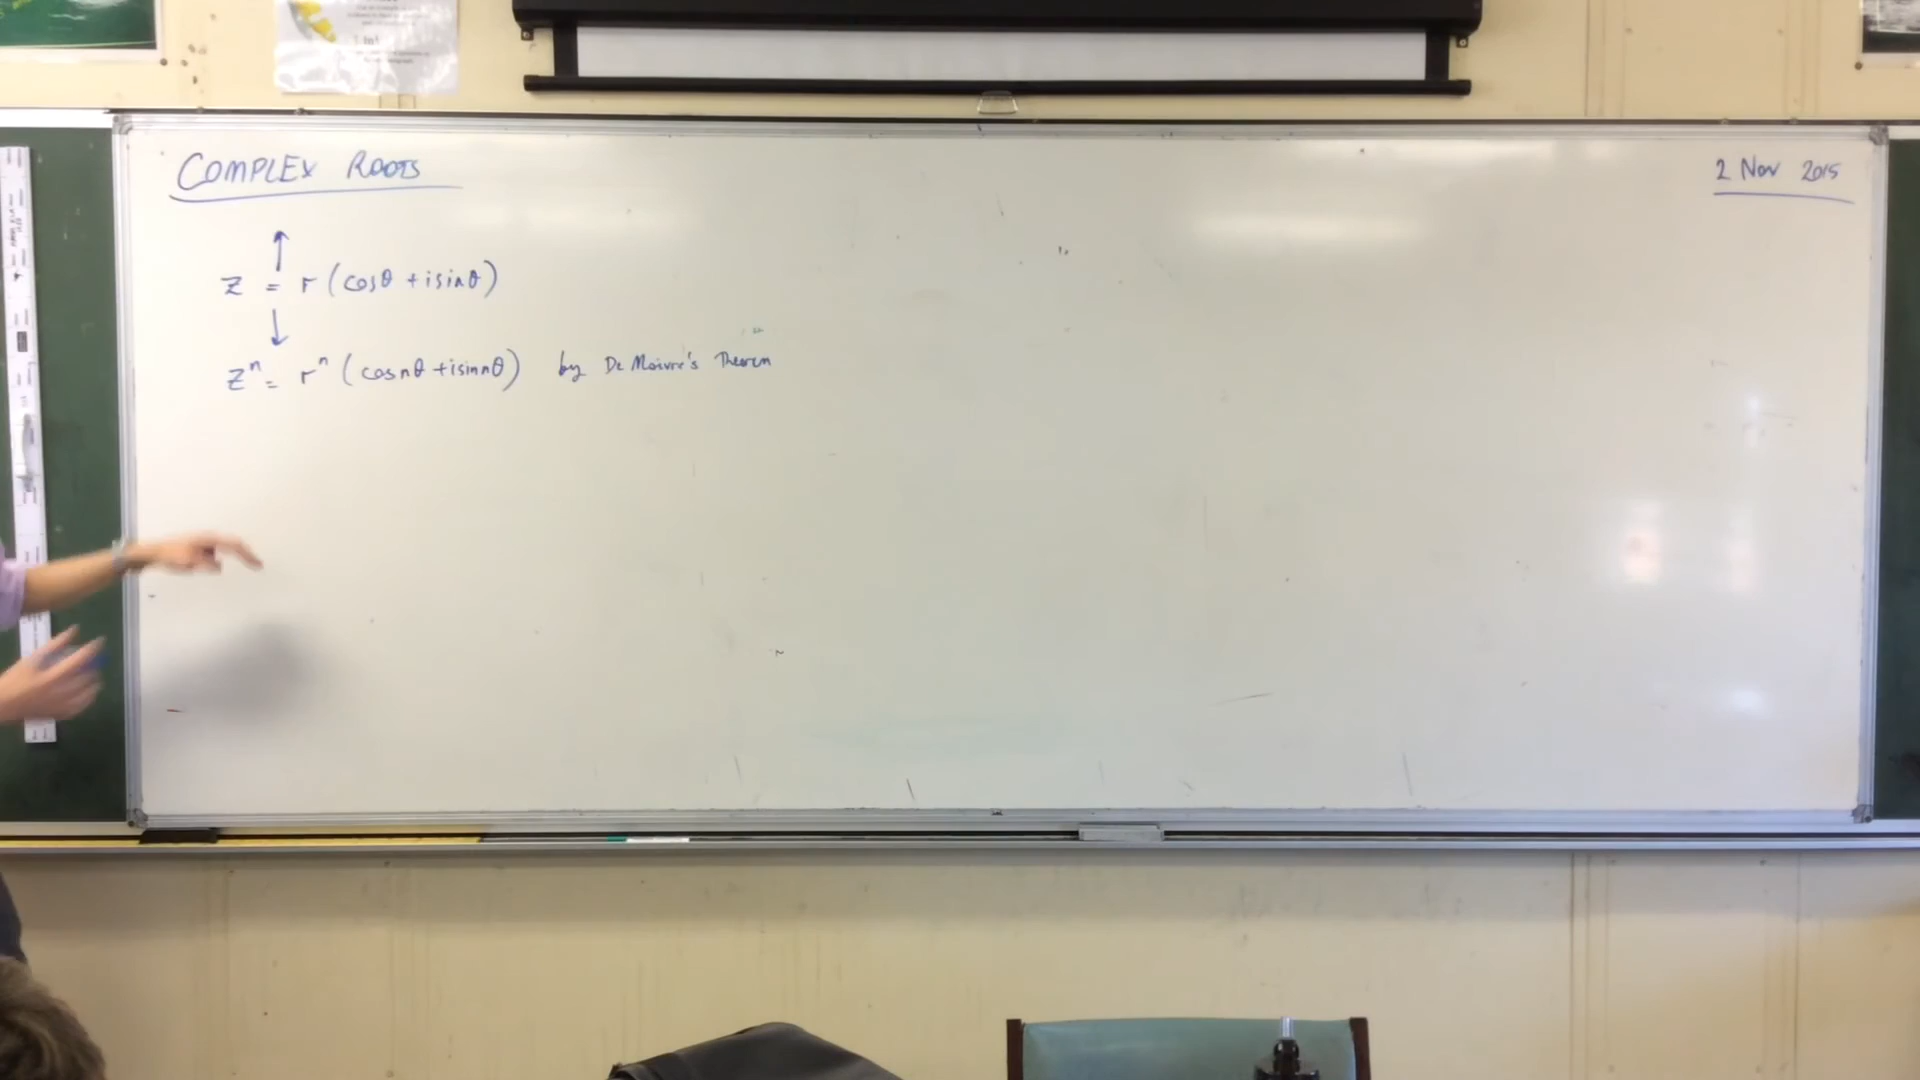 COMPLEX ROOTS
2 Nov 2015
z = r (cosθ + isinθ)
zⁿ = rⁿ (cosnθ + isinnθ) by De Moivre's Theorem